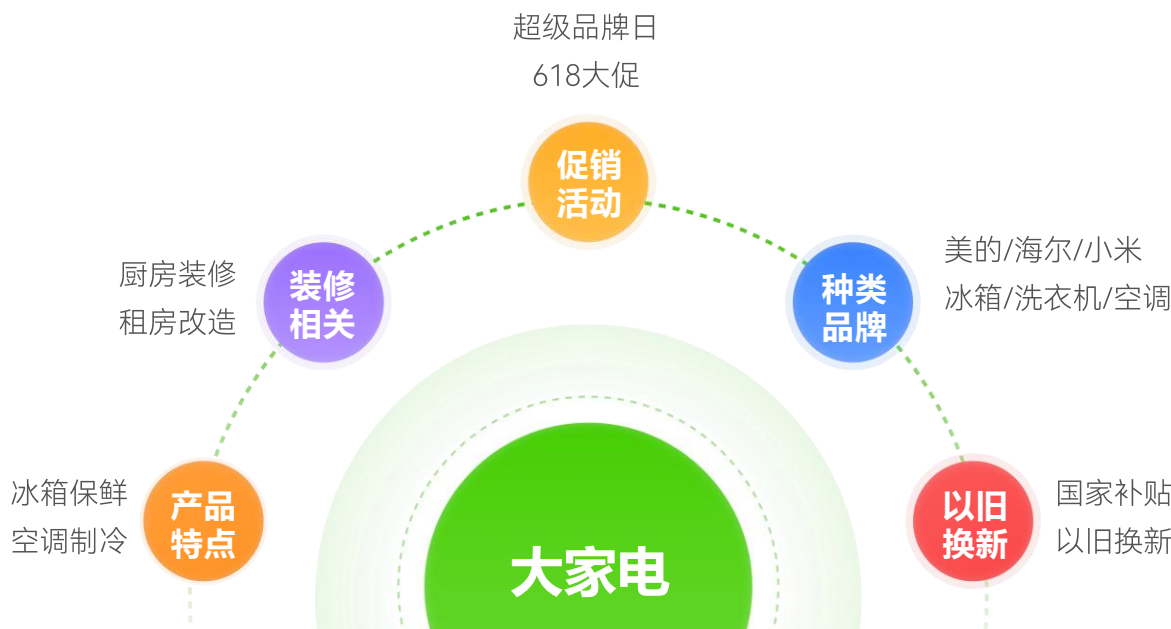 超级品牌日
618大促
促销
活动
厨房装修
租房改造
装修
相关
种类
品牌
美的/海尔/小米
冰箱/洗衣机/空调
冰箱保鲜
空调制冷
产品
特点
以旧
换新
国家补贴
以旧换新
大家电